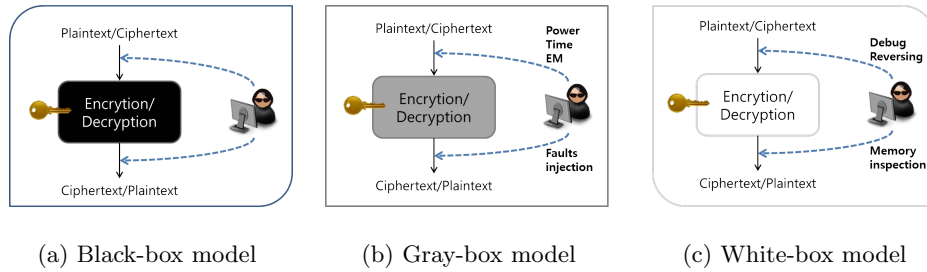 Plaintext/Ciphertext
Encrytion/
Decryption
Ciphertext/Plaintext
(a) Black-box model
Plaintext/Ciphertext
Power
Time
EM
Encrytion/
Decryption
Faults
injection
Ciphertext/Plaintext
(b) Gray-box model
Plaintext/Ciphertext
Debug
Reversing
Encrytion/
Decryption
Memory
inspection
Ciphertext/Plaintext
(c) White-box model